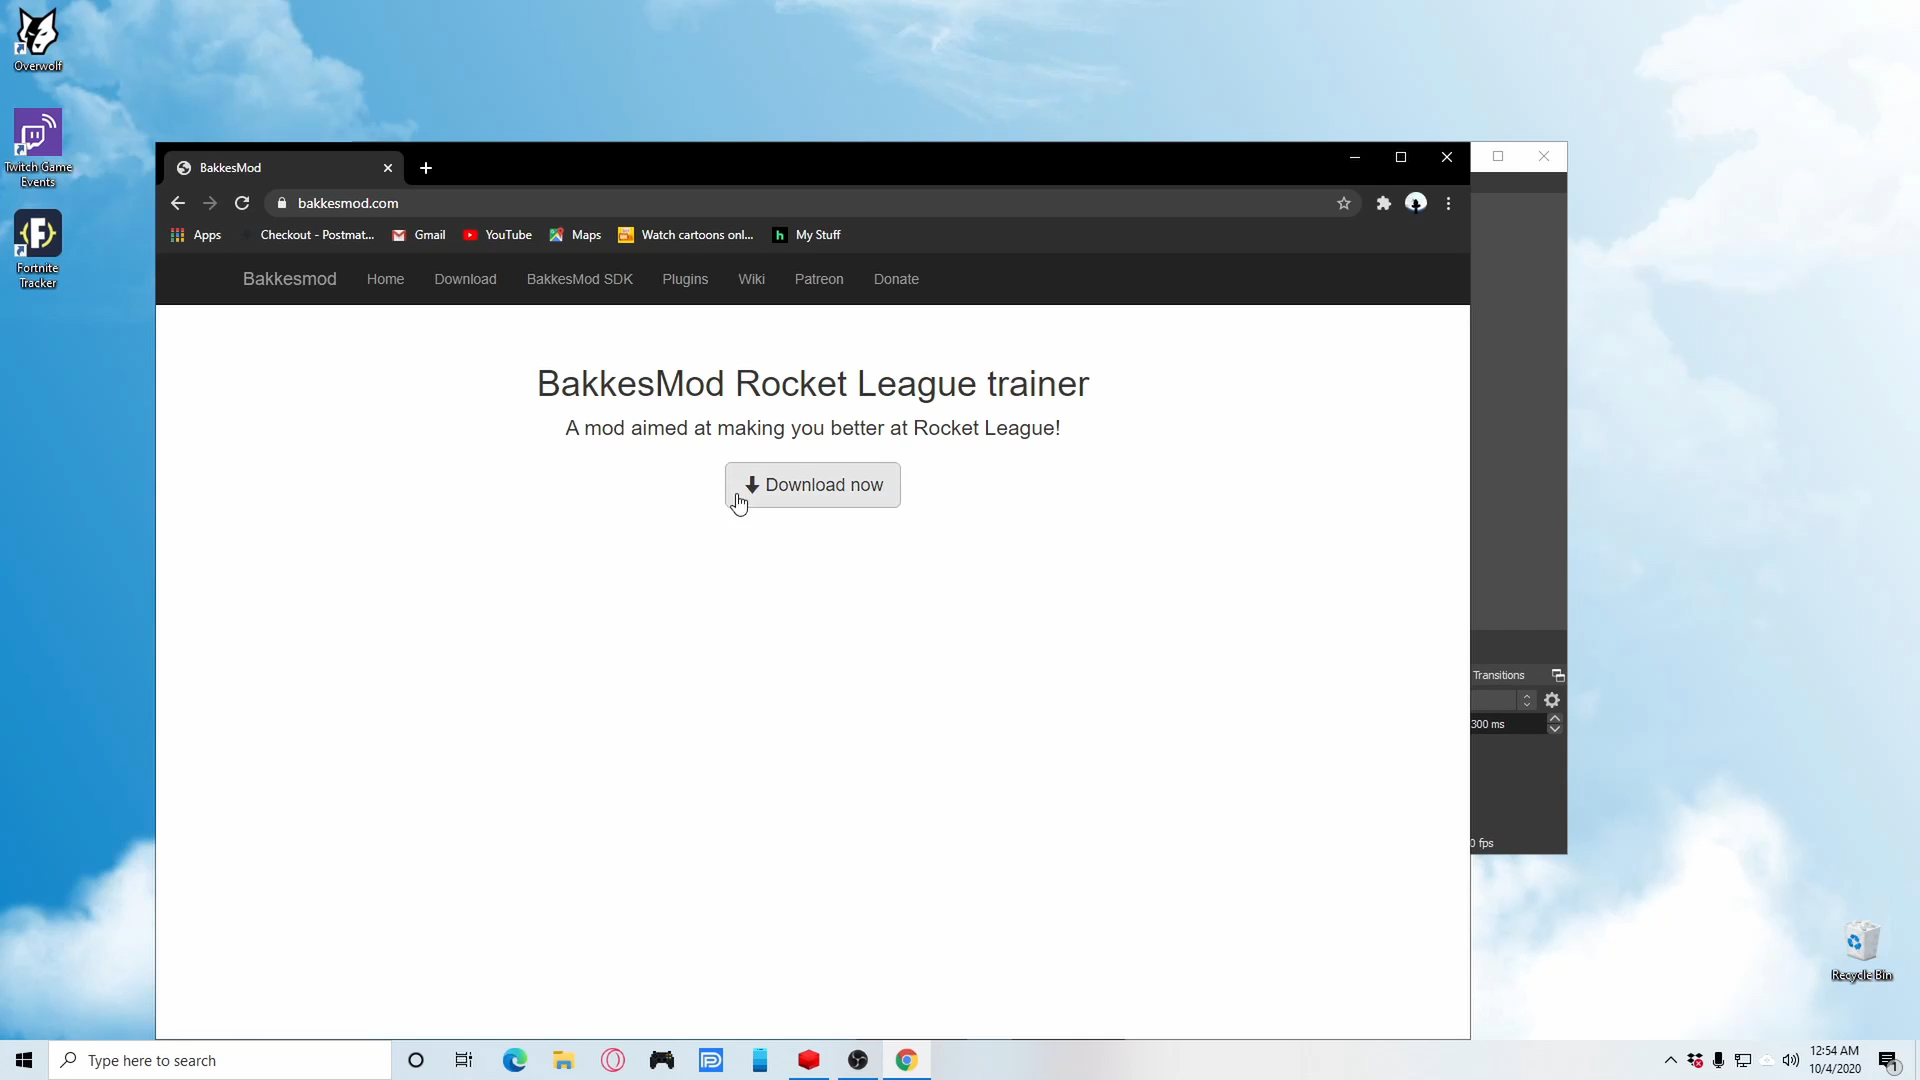 Overwolf
Twitch Game
Events
Fortnite
Tracker
BakkesMod
bakkesmod.com
Apps
Checkout - Postmat...
Gmail
YouTube
Maps
Watch cartoons onl...
My Stuff
Bakkesmod
Home
Download
BakkesMod SDK
Plugins
Wiki
Patreon
Donate
BakkesMod Rocket League trainer
A mod aimed at making you better at Rocket League!
Download now
Transitions
300 ms
0 fps
Recycle Bin
Type here to search
12:54 AM
10/4/2020
1